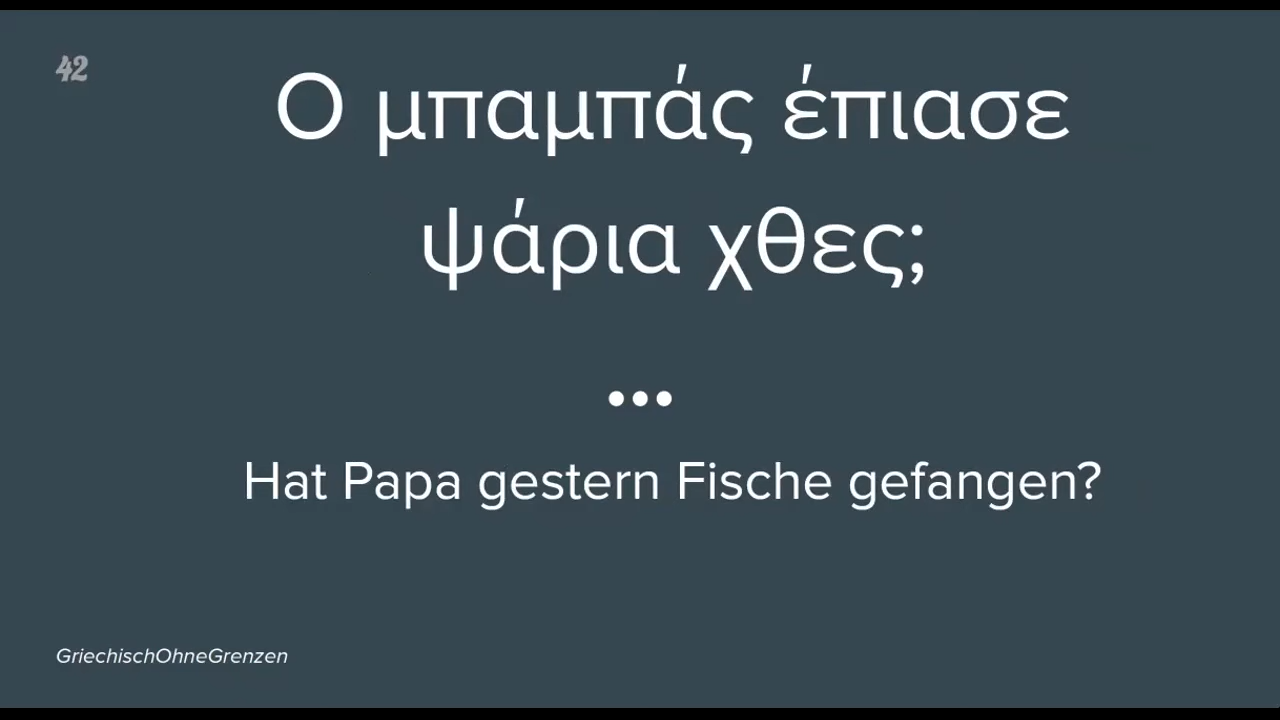 42
Ο μπαμπάς έπιασε
ψάρια χθες;
...
Hat Papa gestern Fische gefangen?
GriechischOhneGrenzen